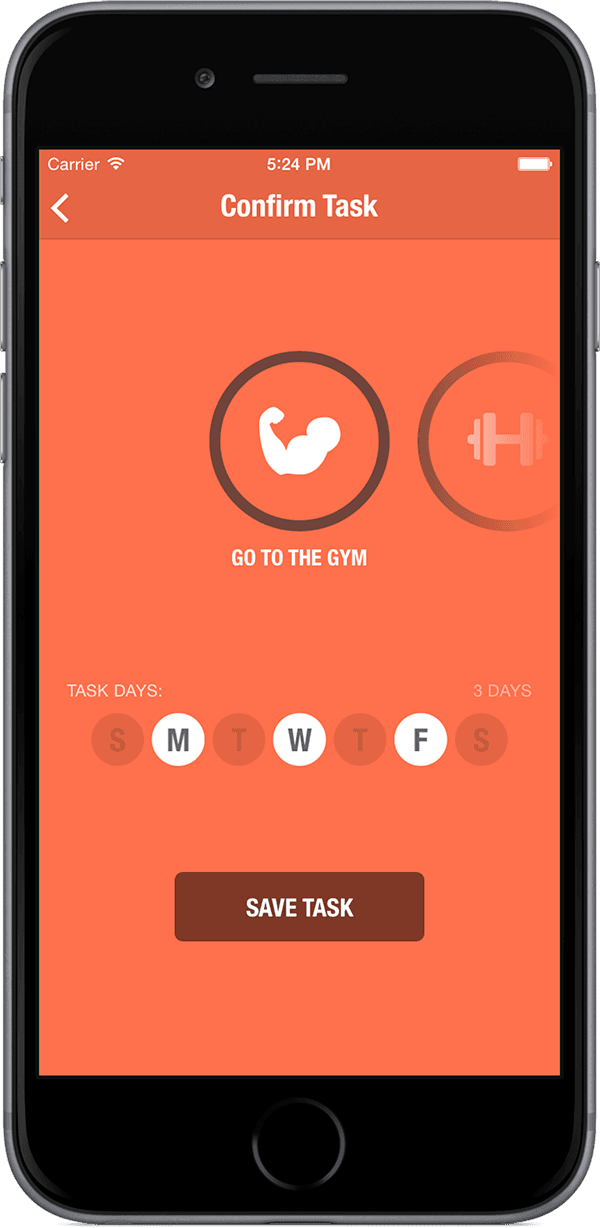 Carrier 5:24 PM
Confirm Task
GO TO THE GYM
TASK DAYS: 3 DAYS
S M T W T F S
SAVE TASK